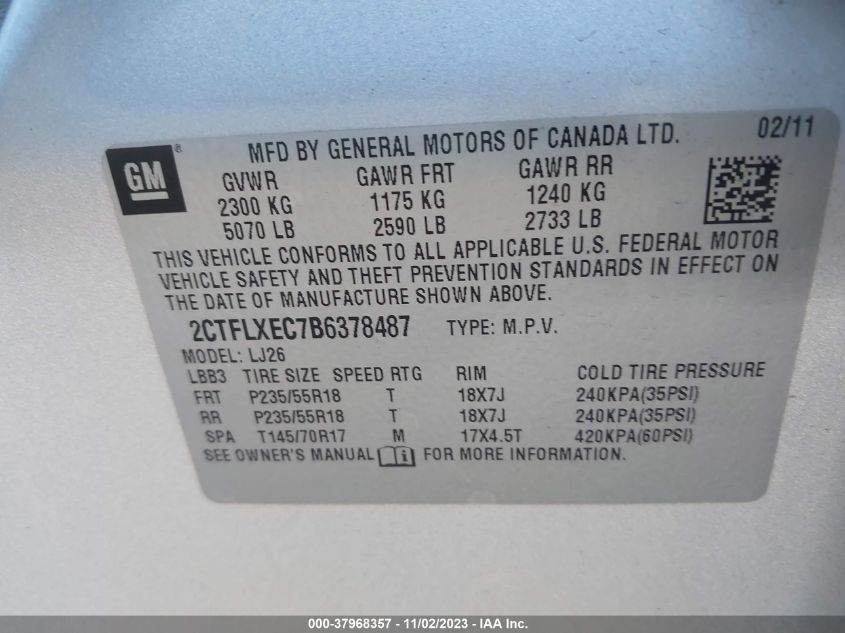 GM® MFD BY GENERAL MOTORS OF CANADA LTD. 02/11
GVWR GAWR FRT GAWR RR
2300 KG 1175 KG 1240 KG
5070 LB 2590 LB 2733 LB
THIS VEHICLE CONFORMS TO ALL APPLICABLE U.S. FEDERAL MOTOR
VEHICLE SAFETY AND THEFT PREVENTION STANDARDS IN EFFECT ON
THE DATE OF MANUFACTURE SHOWN ABOVE.
2CTFLXEC7B6378487 TYPE: M.P.V.
MODEL: LJ26
LBB3 TIRE SIZE SPEED RTG RIM COLD TIRE PRESSURE
FRT P235/55R18 T 18X7J 240KPA(35PSI)
RR P235/55R18 T 18X7J 240KPA(35PSI)
SPA T145/70R17 M 17X4.5T 420KPA(60PSI)
SEE OWNER'S MANUAL i FOR MORE INFORMATION.
000-37968357 - 11/02/2023 - IAA Inc.